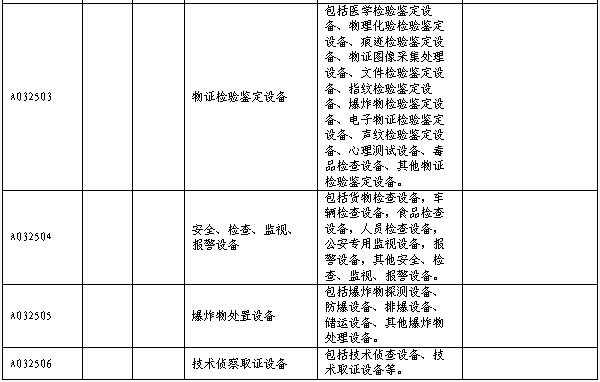 包括医学检验鉴定设
备、物理化验检验鉴定
设备、痕迹检验鉴定设
备、物证图像采集处理
设备、文件检验鉴定设
A032503
物证检验鉴定设备
备、指纹检验鉴定设
备、爆炸物检验鉴定设
备、电子物证检验鉴定
设备、声纹检验鉴定设
备、心理测试设备、毒
品检查设备、其他物证
检验鉴定设备。
A032504
安全、检查、监视、
报警设备
包括货物检查设备，车
辆检查设备，食品检查
设备，人员检查设备，
公安专用监视设备，报
警设备，其他安全、检
查、监视、报警设备。
A032505
爆炸物处置设备
包括爆炸物探测设备、
防爆设备、排爆设备、
储运设备、其他爆炸物
处理设备。
A032506
技术侦察取证设备
包括技术侦查设备、技
术取证设备等。